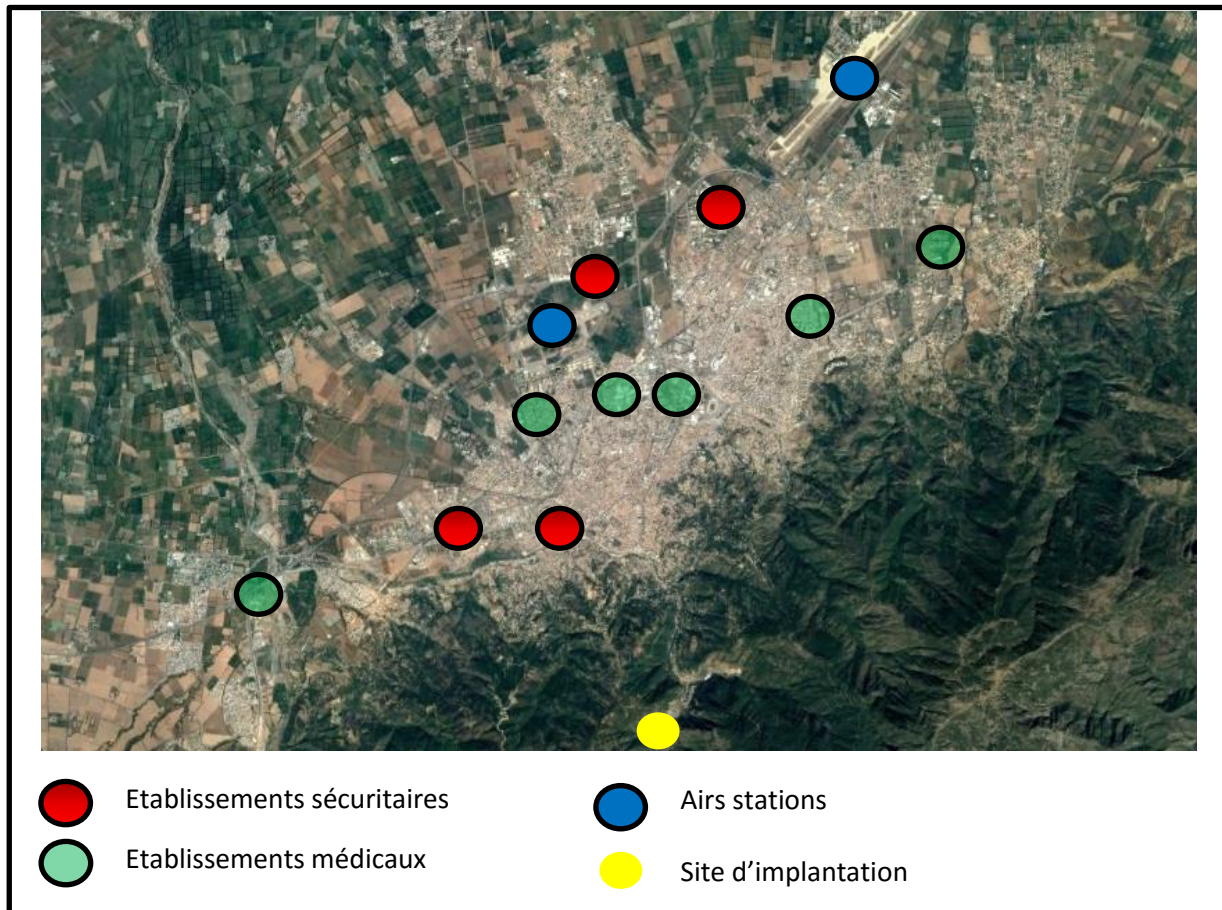 Etablissements sécuritaires
Airs stations
Etablissements médicaux
Site d’implantation